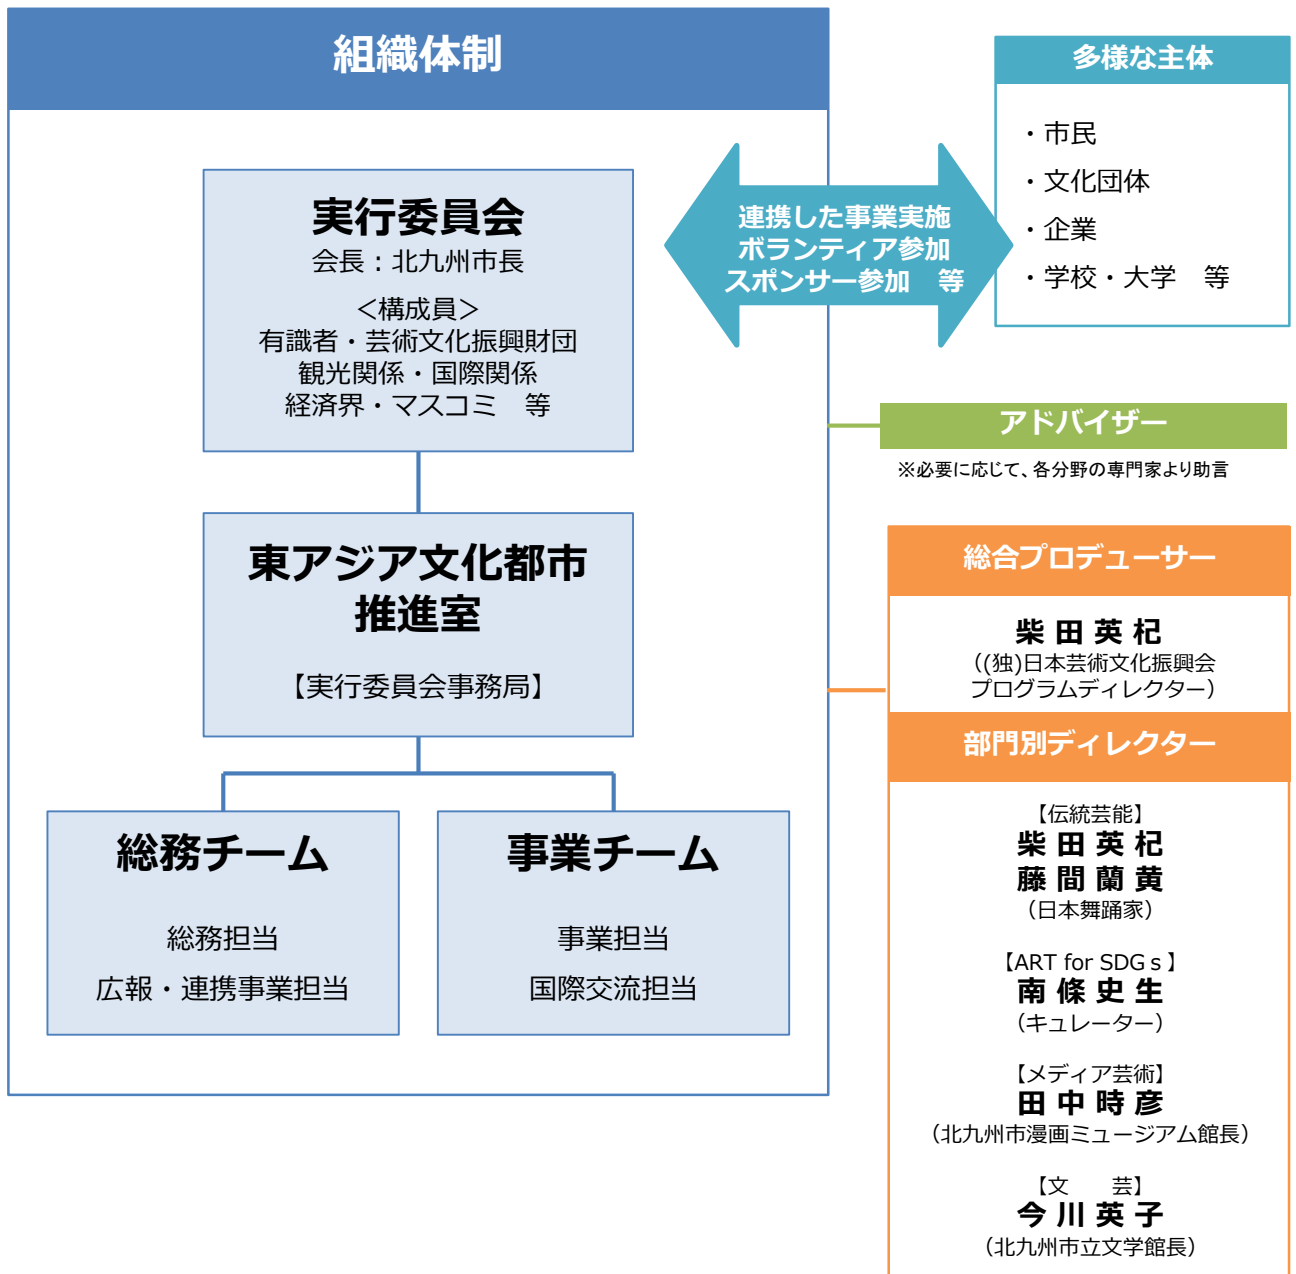 組織体制
実行委員会
会長：北九州市長
＜構成員＞
有識者・芸術文化振興財団
観光関係・国際関係
経済界・マスコミ　等
東アジア文化都市
推進室
【実行委員会事務局】
総務チーム
総務担当
広報・連携事業担当
事業チーム
事業担当
国際交流担当
連携した事業実施
ボランティア参加
スポンサー参加　等
多様な主体
・市民
・文化団体
・企業
・学校・大学　等
アドバイザー
※必要に応じて、各分野の専門家より助言
総合プロデューサー
柴田英杞
（(独)日本芸術文化振興会
プログラムディレクター）
部門別ディレクター
【伝統芸能】
柴田英杞
藤間蘭黄
（日本舞踊家）
【ART for SDGｓ】
南條史生
（キュレーター）
【メディア芸術】
田中時彦
（北九州市漫画ミュージアム館長）
【文　　芸】
今川英子
（北九州市立文学館長）